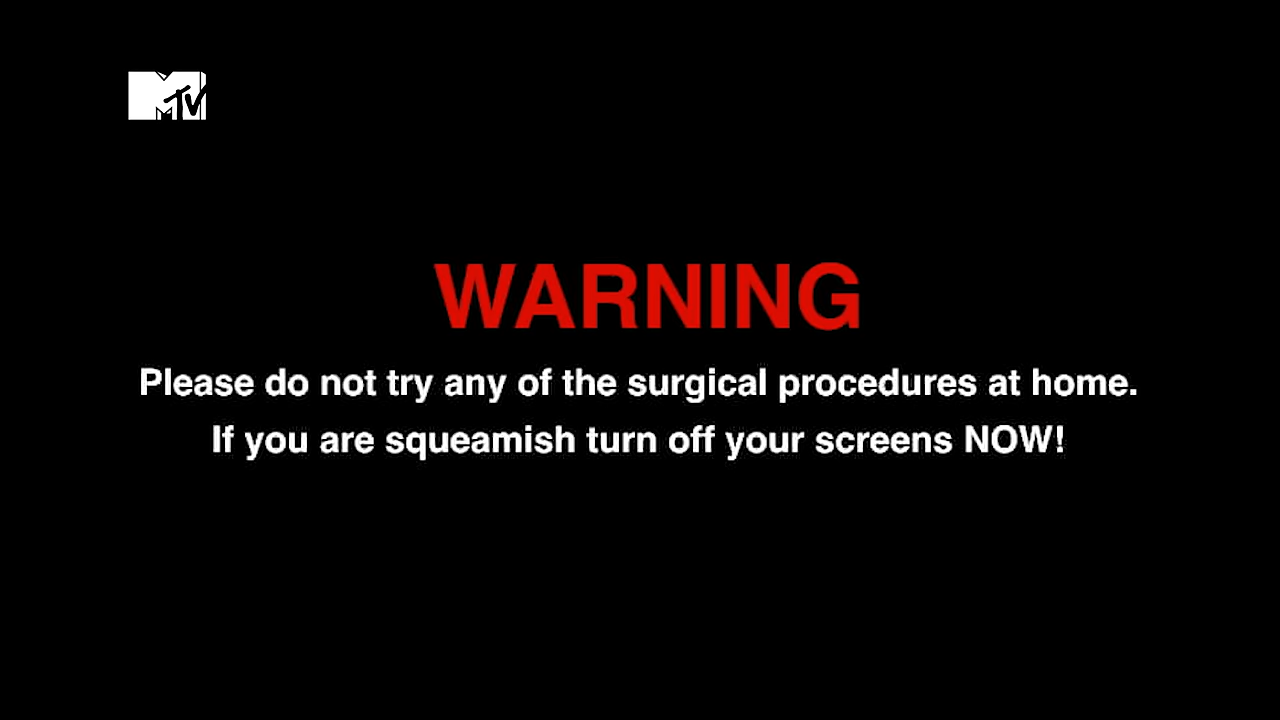 MTV
WARNING
Please do not try any of the surgical procedures at home.
If you are squeamish turn off your screens NOW!